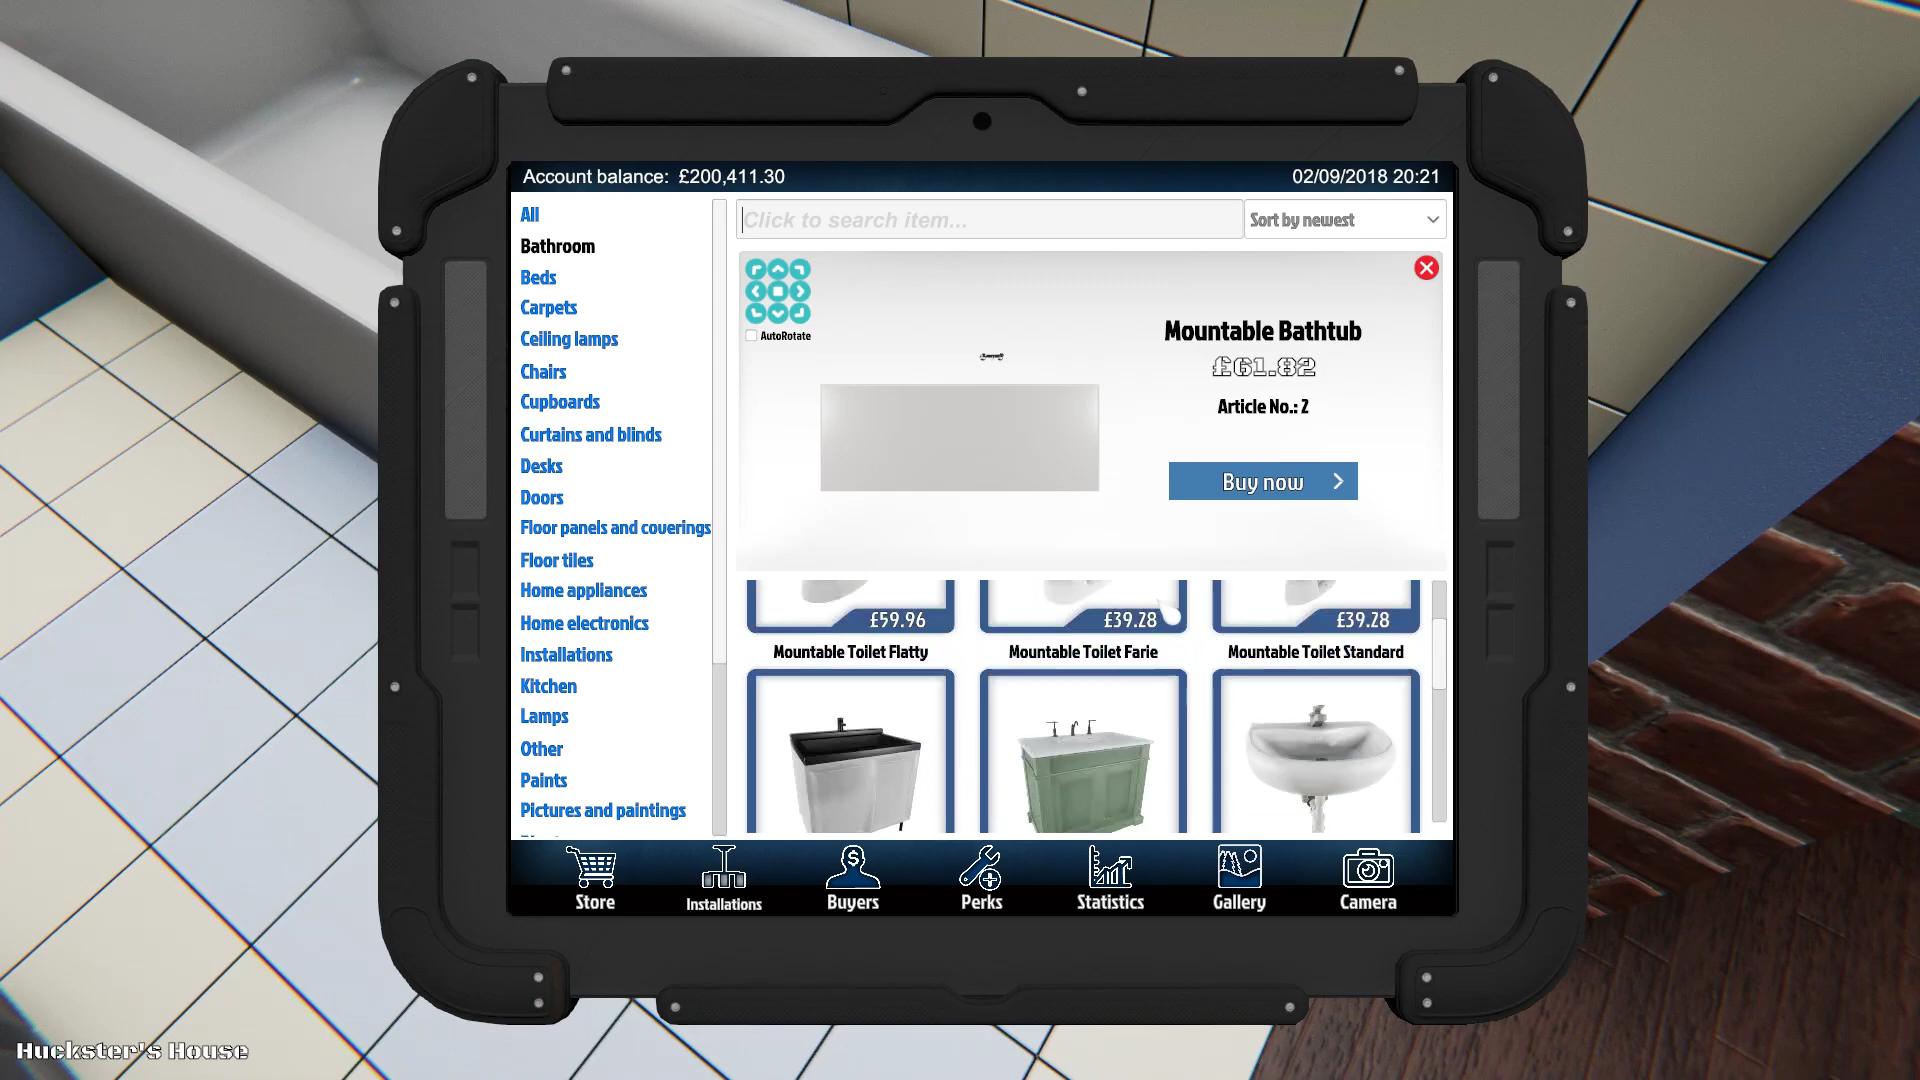 Account balance: £200,411.30
02/09/2018 20:21
All
Bathroom
Beds
Carpets
Ceiling lamps
Chairs
Cupboards
Curtains and blinds
Desks
Doors
Floor panels and coverings
Floor tiles
Home appliances
Home electronics
Installations
Kitchen
Lamps
Other
Paints
Pictures and paintings
Click to search item...
Sort by newest
AutoRotate
Mountable Bathtub
£61.82
Article No.: 2
Buy now
£59.96
£39.28
£39.28
Mountable Toilet Flatty
Mountable Toilet Farie
Mountable Toilet Standard
Store
Installations
Buyers
Perks
Statistics
Gallery
Camera
Huckster's House